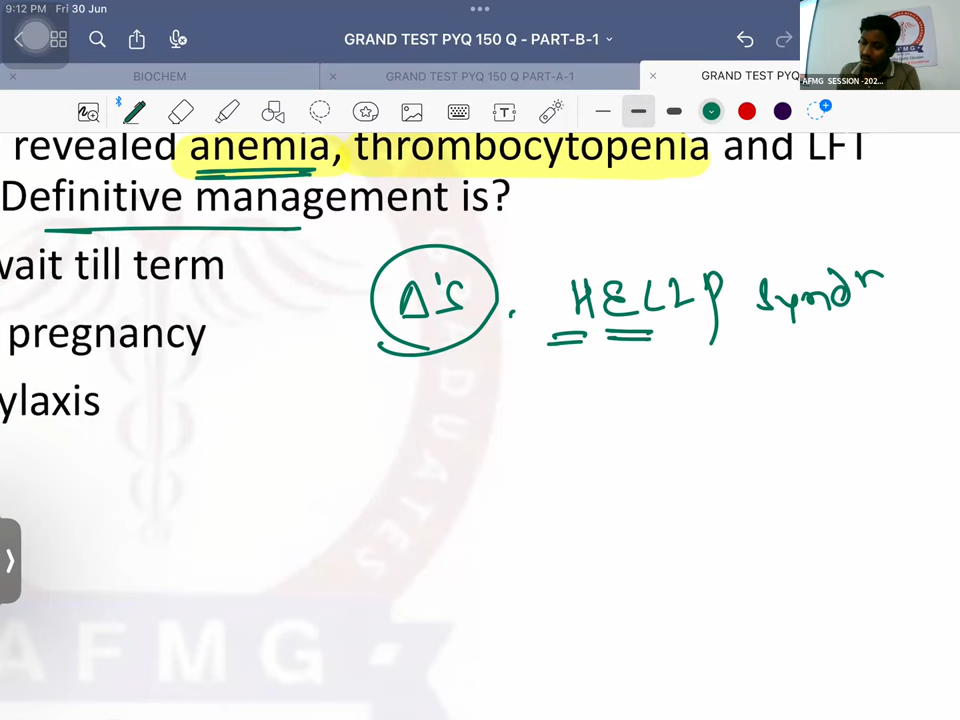 9:12 PM Fri 30 Jun
GRAND TEST PYQ 150 Q - PART-B-1
AFMG SESSION -202...
BIOCHEM
GRAND TEST PYQ 150 Q PART-A-1
GRAND TEST PYQ
revealed anemia, thrombocytopenia and LFT
Definitive management is?
wait till term
pregnancy
ylaxis
Δ's. HELLP Syndr
DUATES
AFMG